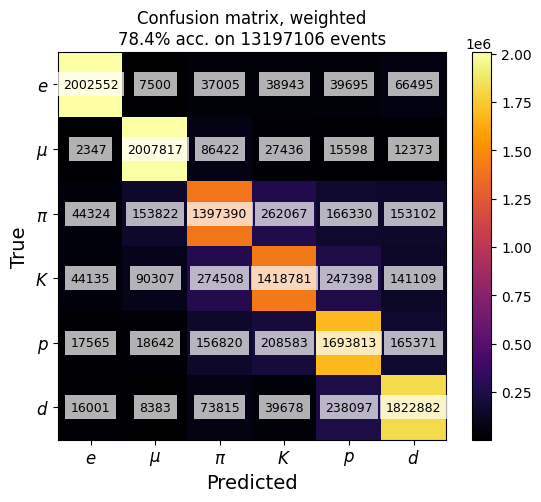 Confusion matrix, weighted
78.4% acc. on 13197106 events
1e6
e 2002552 7500 37005 38943 39695 66495
μ 2347 2007817 86422 27436 15598 12373
π 44324 153822 1397390 262067 166330 153102
K 44135 90307 274508 1418781 247398 141109
p 17565 18642 156820 208583 1693813 165371
d 16001 8383 73815 39678 238097 1822882
e μ π K p d
True
Predicted
2.00
1.75
1.50
1.25
1.00
0.75
0.50
0.25